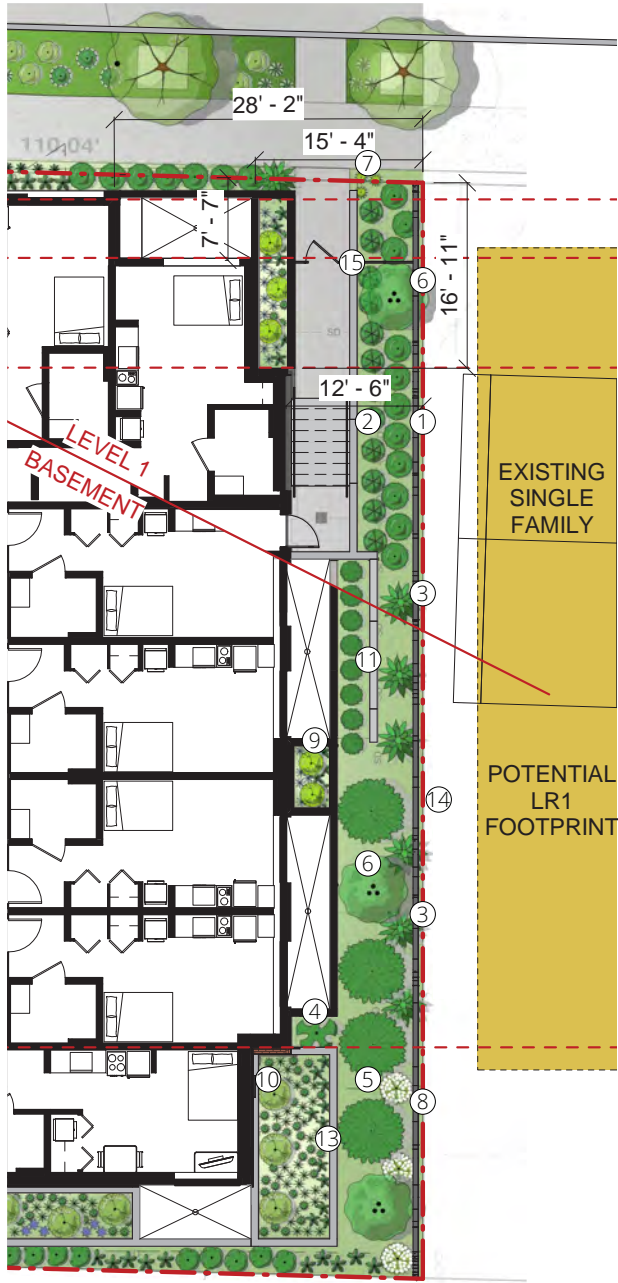 28' - 2"
110.04'
15' - 4"
7
7' - 7"
15
6
16' - 11"
SD
12' - 6"
2
1
LEVEL 1
BASEMENT
EXISTING
SINGLE
FAMILY
3
11
9
14
POTENTIAL
LR1
FOOTPRINT
6
3
4
10
5
8
13